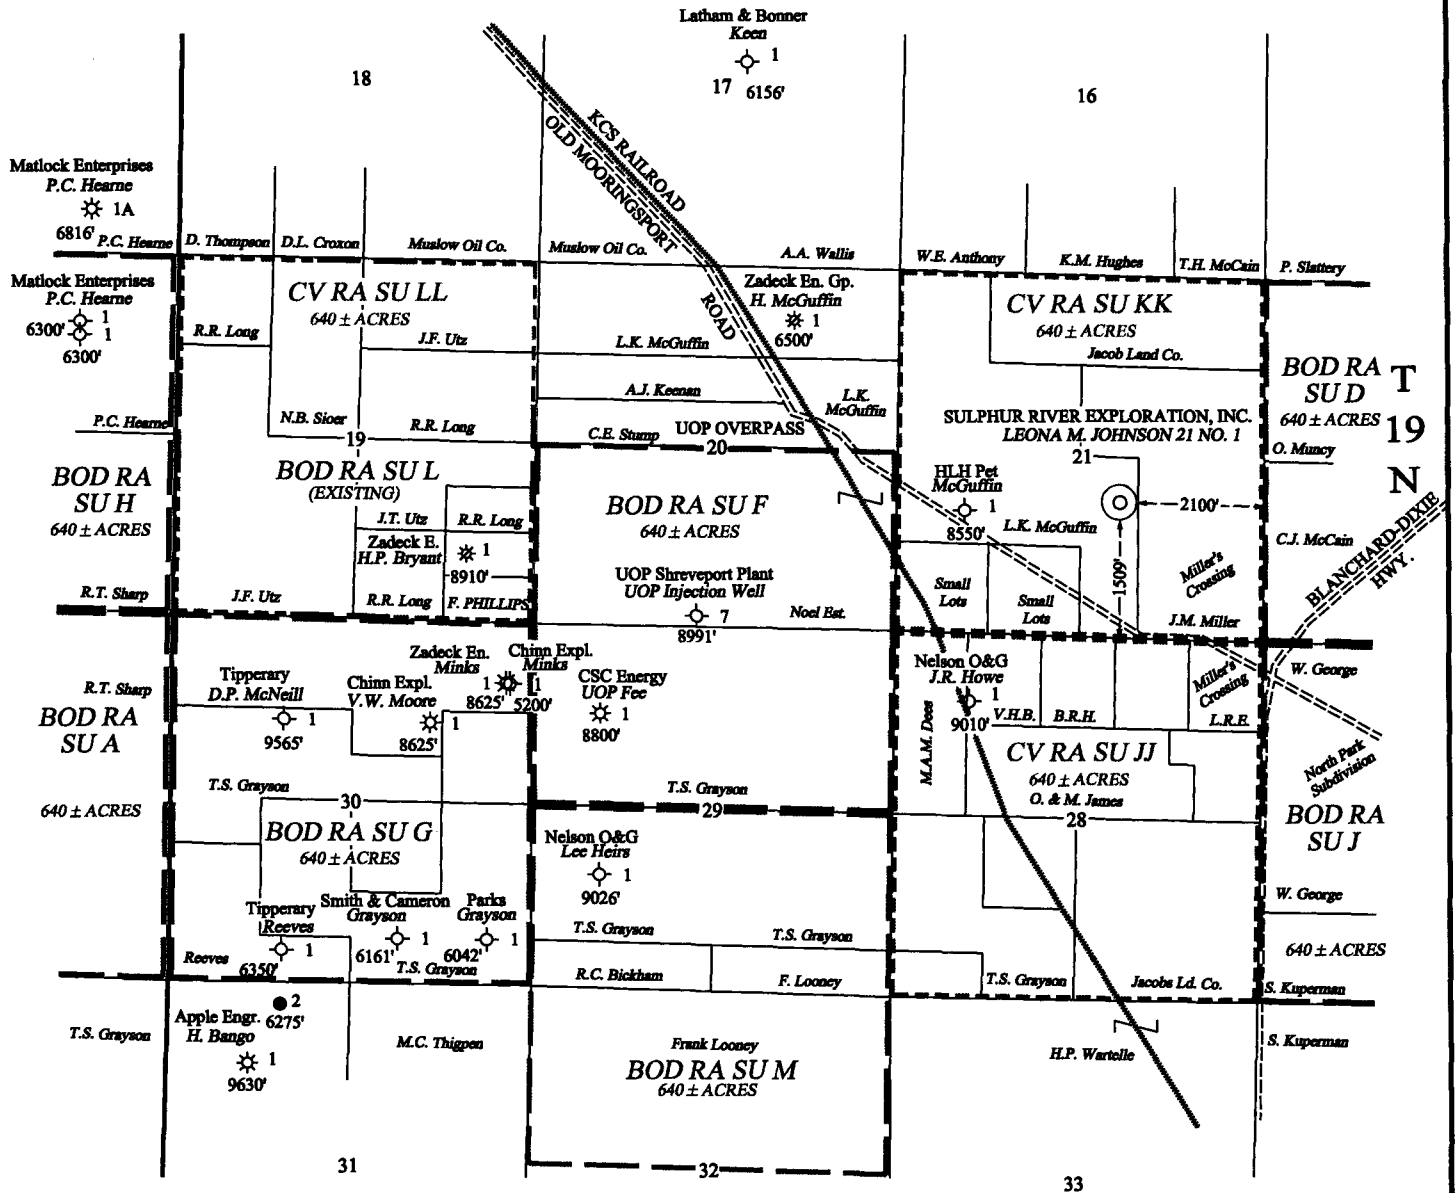 Latham & Bonner
Keen
1
17 6156'
18
16
KCS RAILROAD
OLD MOORINGSPORT
ROAD
Matlock Enterprises
P.C. Hearne
1A
6816'
P.C. Hearne
D. Thompson
D.L. Croxon
Muslow Oil Co.
Muslow Oil Co.
A.A. Wallis
W.E. Anthony
K.M. Hughes
T.H. McCain
P. Slattery
Matlock Enterprises
P.C. Hearne
1
6300'
1
6300'
CV RA SU LL
640 ± ACRES
R.R. Long
J.F. Utz
Zadeck En. Gp.
H. McGuffin
1
6500'
L.K. McGuffin
A.J. Keenan
L.K.
McGuffin
CV RA SU KK
640 ± ACRES
Jacob Land Co.
BOD RA
SU D
640 ± ACRES
T
19
N
P.C. Hearne
N.B. Sioer
19
R.R. Long
C.E. Stump
UOP OVERPASS
20
SULPHUR RIVER EXPLORATION, INC.
LEONA M. JOHNSON 21 NO. 1
21
O. Muncy
BOD RA
SU H
640 ± ACRES
BOD RA SU L
(EXISTING)
J.T. Utz
R.R. Long
Zadeck E.
H.P. Bryant
1
8910'
BOD RA SU F
640 ± ACRES
HLH Pet
McGuffin
1
8550'
L.K. McGuffin
2100'
1509'
C.J. McCain
BLANCHARD-DIXIE
HWY.
Miller's
Crossing
R.T. Sharp
J.F. Utz
R.R. Long
F. PHILLIPS
UOP Shreveport Plant
UOP Injection Well
7
8991'
Noel Est.
Small
Lots
Small
Lots
J.M. Miller
R.T. Sharp
Tipperary
D.P. McNeill
1
9565'
Chinn Expl.
V.W. Moore
1
8625'
Zadeck En.
Minks
1
8625'
Chinn Expl.
Minks
1
5200'
CSC Energy
UOP Fee
1
8800'
Nelson O&G
J.R. Howe
1
9010'
M.A.M. Dees
V.H.B.
B.R.H.
Miller's
Crossing
L.R.E.
W. George
BOD RA
SU A
640 ± ACRES
T.S. Grayson
30
BOD RA SU G
640 ± ACRES
T.S. Grayson
29
CV RA SU JJ
640 ± ACRES
O. & M. James
28
North Park
Subdivision
BOD RA
SU J
Nelson O&G
Lee Heirs
1
9026'
W. George
640 ± ACRES
Tipperary
Reeves
1
6350'
Reeves
Smith & Cameron
Grayson
1
6161'
Parks
Grayson
1
6042'
T.S. Grayson
T.S. Grayson
T.S. Grayson
R.C. Bickham
F. Looney
T.S. Grayson
Jacobs Ld. Co.
S. Kuperman
2
6275'
Apple Engr.
H. Bango
1
9630'
T.S. Grayson
M.C. Thigpen
Frank Looney
BOD RA SU M
640 ± ACRES
H.P. Wartelle
S. Kuperman
31
32
33